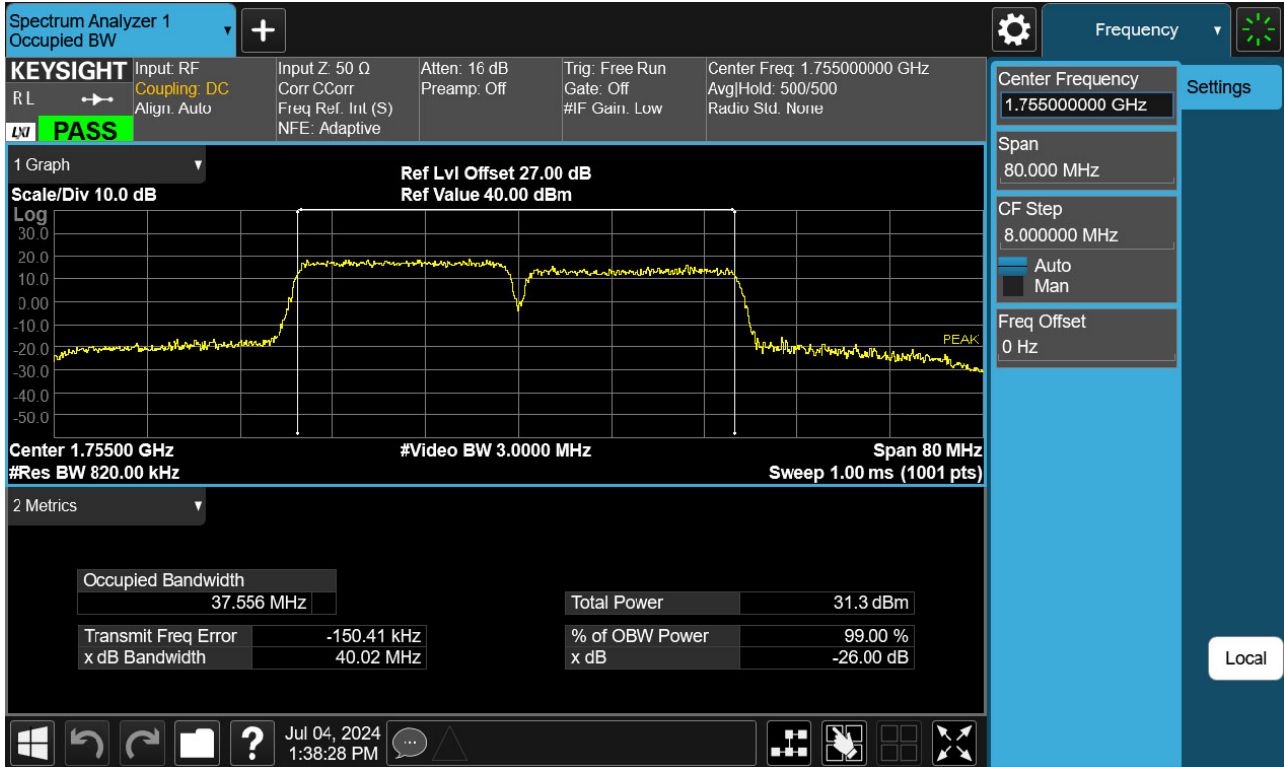 Spectrum Analyzer 1
Occupied BW
Frequency
KEYSIGHT
R L
LXI
PASS
Input: RF
Coupling: DC
Align: Auto
Input Z: 50 Ω
Corr CCorr
Freq Ref: Int (S)
NFE: Adaptive
Atten: 16 dB
Preamp: Off
Trig: Free Run
Gate: Off
#IF Gain: Low
Center Freq: 1.755000000 GHz
Avg|Hold: 500/500
Radio Std: None
Center Frequency
1.755000000 GHz
Settings
Span
80.000 MHz
CF Step
8.000000 MHz
Auto
Man
Freq Offset
0 Hz
Local
1 Graph
Scale/Div 10.0 dB
Ref Lvl Offset 27.00 dB
Ref Value 40.00 dBm
Log
30.0
20.0
10.0
0.00
-10.0
-20.0
-30.0
-40.0
-50.0
PEAK
Center 1.75500 GHz
#Video BW 3.0000 MHz
Span 80 MHz
#Res BW 820.00 kHz
Sweep 1.00 ms (1001 pts)
2 Metrics
Occupied Bandwidth
37.556 MHz
Total Power 31.3 dBm
Transmit Freq Error -150.41 kHz
% of OBW Power 99.00 %
x dB Bandwidth 40.02 MHz
x dB -26.00 dB
?
Jul 04, 2024
1:38:28 PM